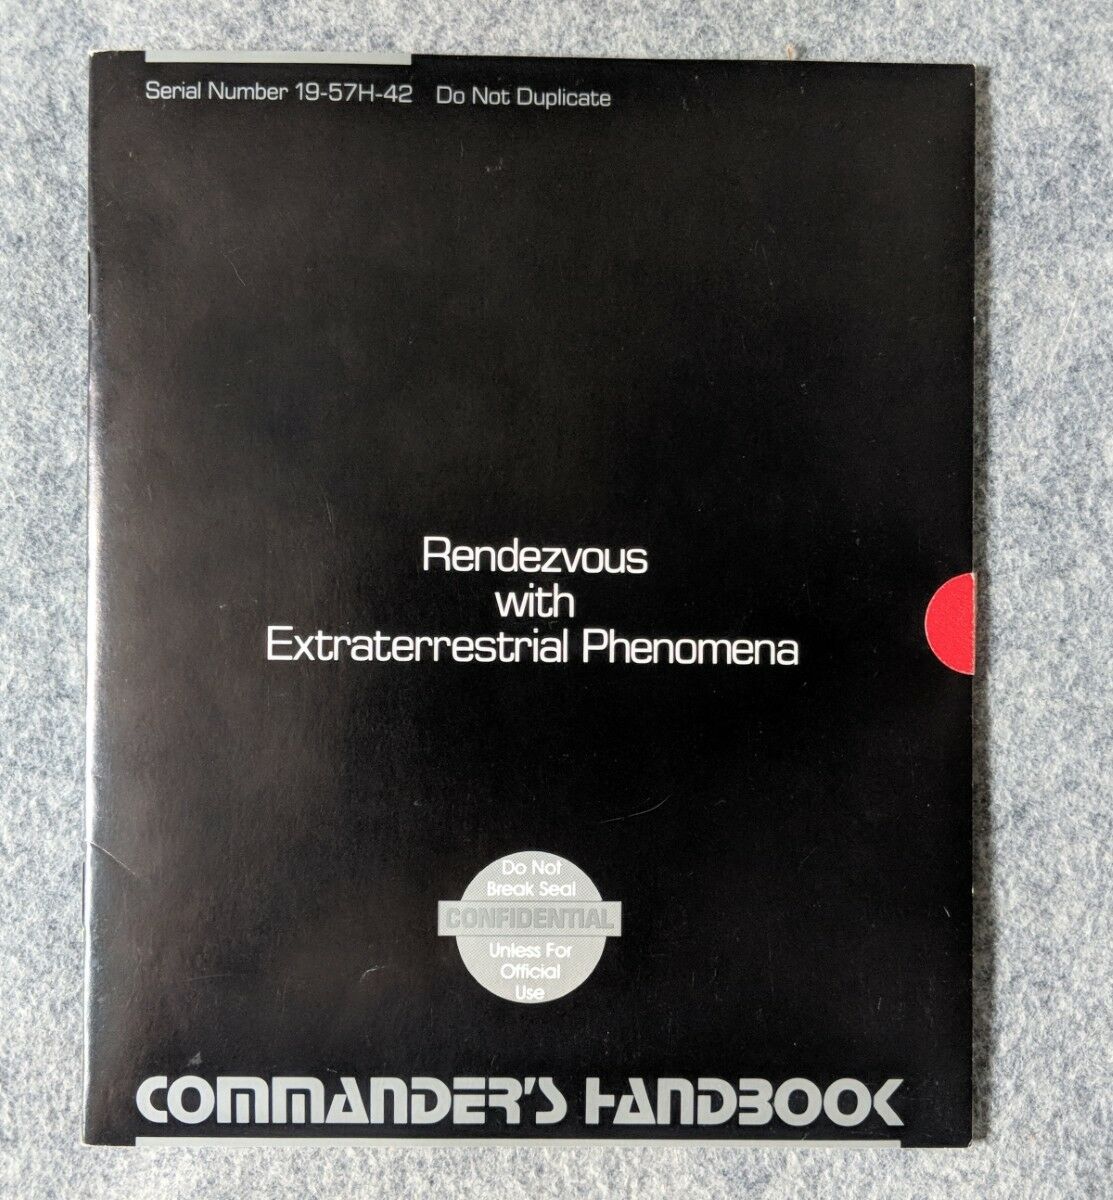 Serial Number 19-57H-42 Do Not Duplicate
Rendezvous
with
Extraterrestrial Phenomena
Do Not
Break Seal
CONFIDENTIAL
Unless For
Official
Use
COMMANDER'S HANDBOOK